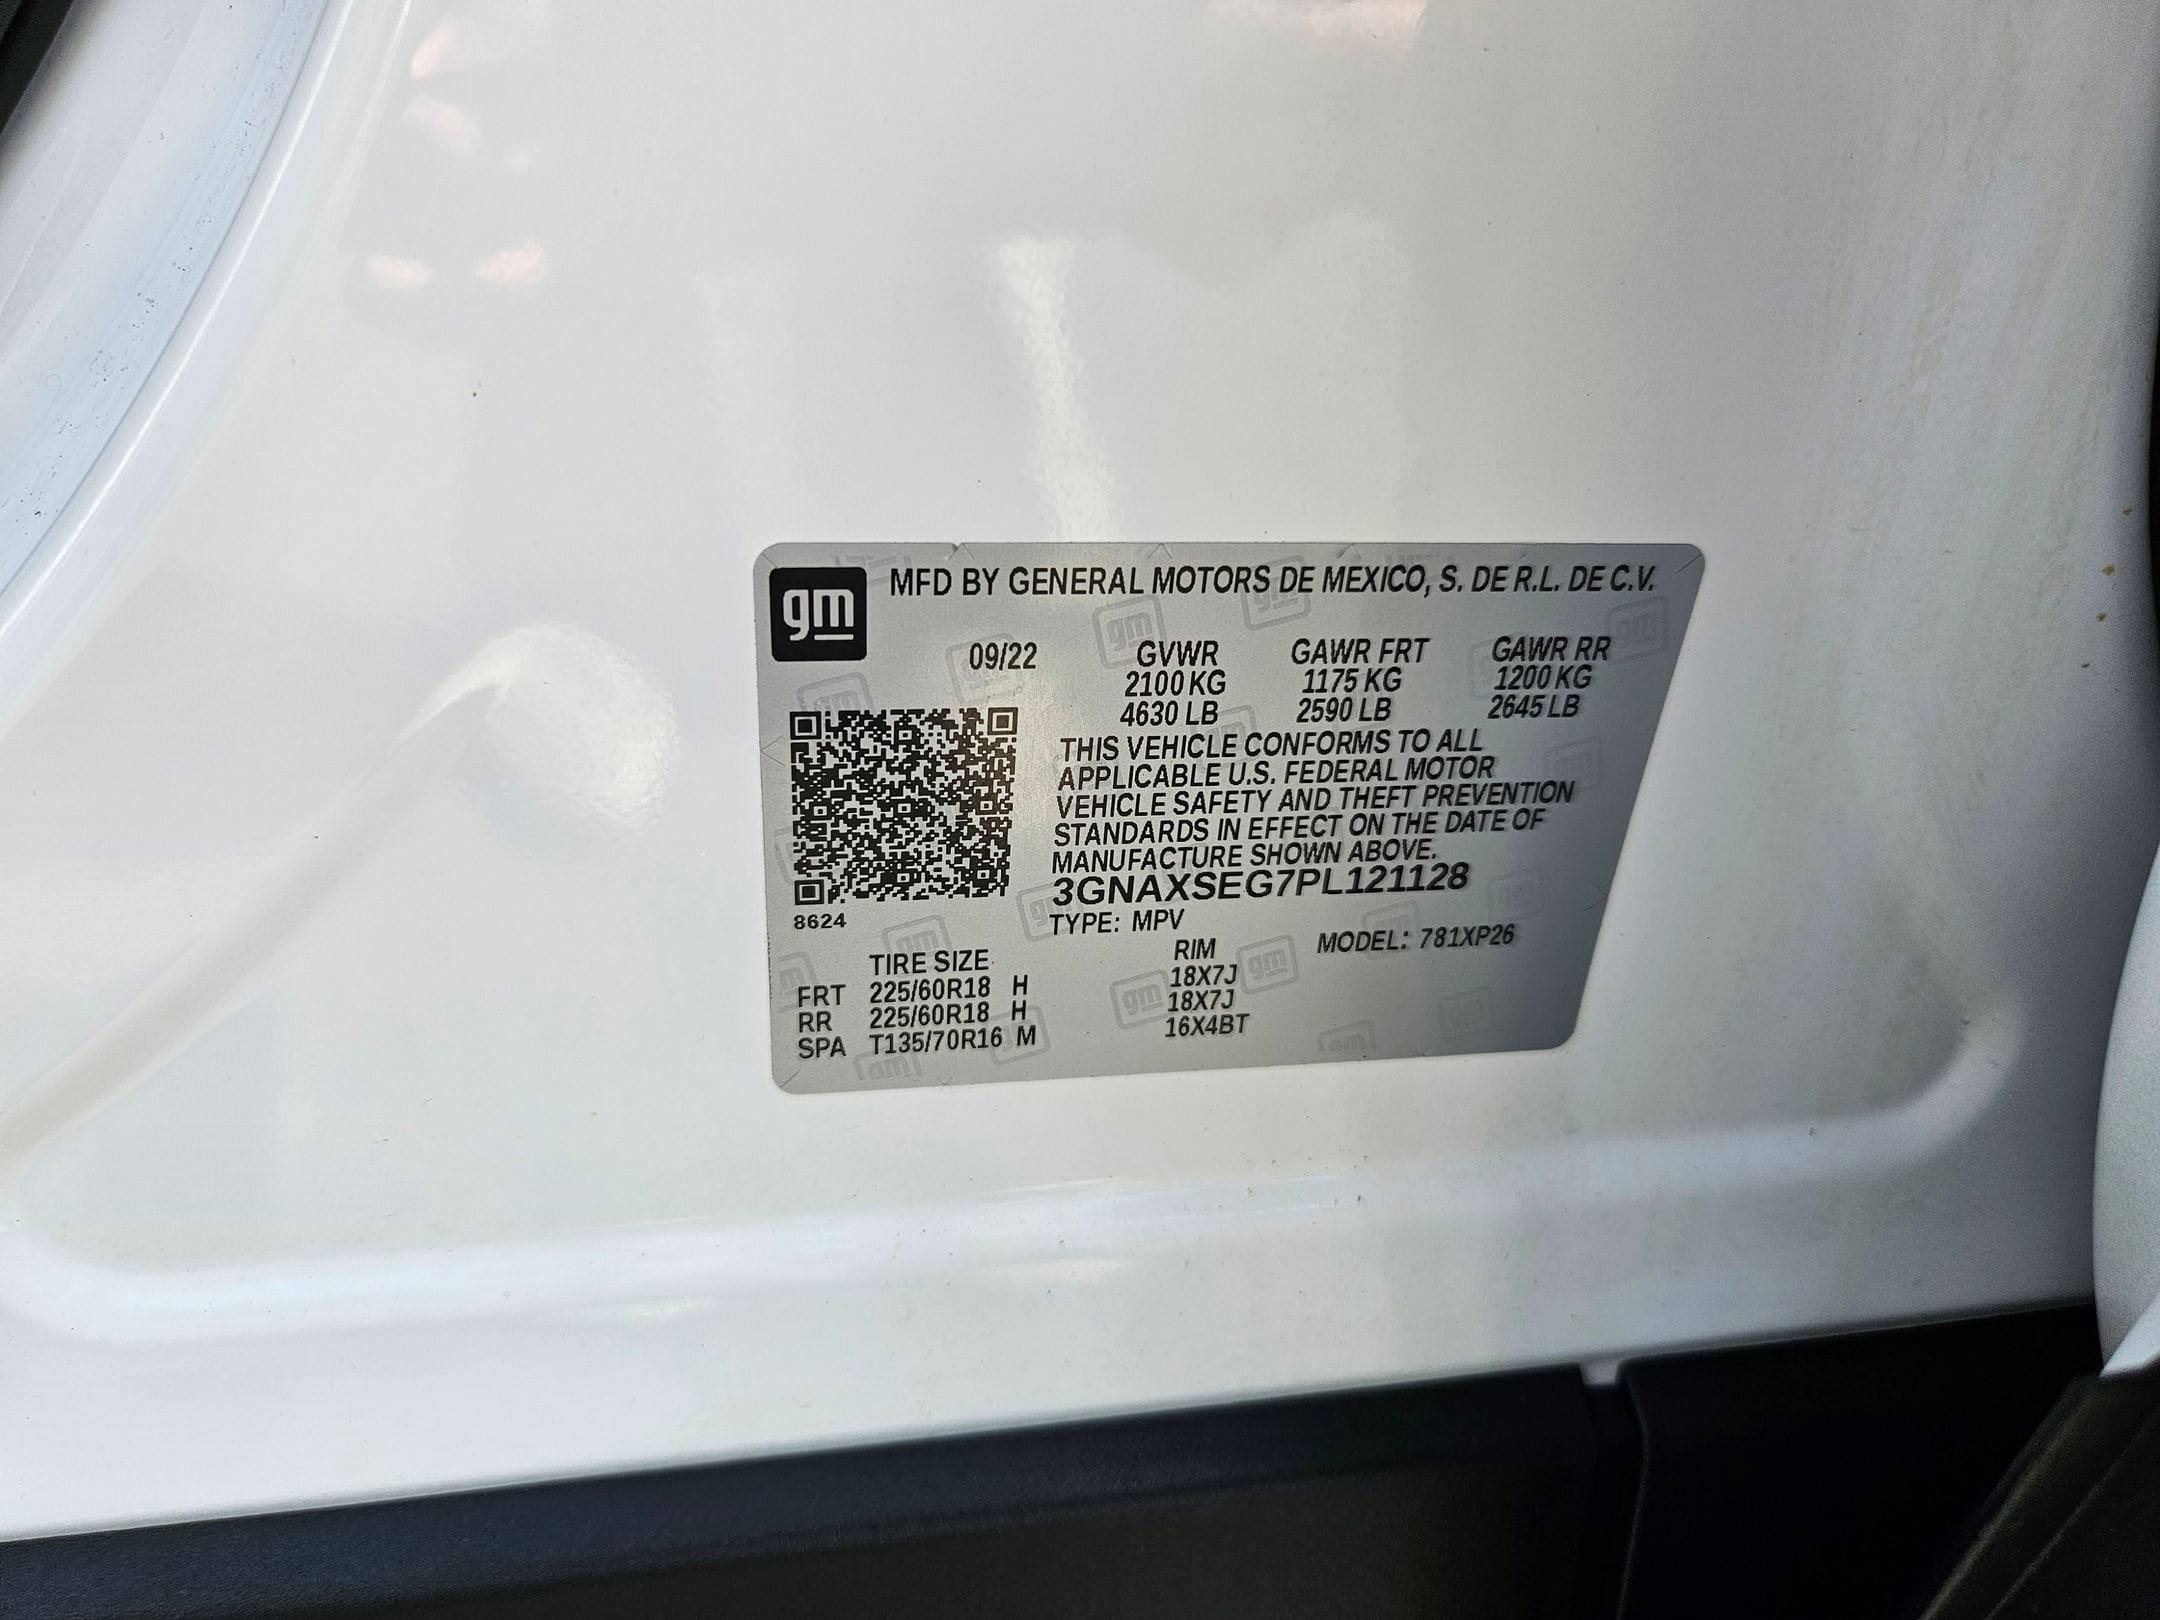 gm
MFD BY GENERAL MOTORS DE MEXICO, S. DE R.L. DE C.V.
09/22 GVWR GAWR FRT GAWR RR
2100 KG 1175 KG 1200 KG
4630 LB 2590 LB 2645 LB
THIS VEHICLE CONFORMS TO ALL
APPLICABLE U.S. FEDERAL MOTOR
VEHICLE SAFETY AND THEFT PREVENTION
STANDARDS IN EFFECT ON THE DATE OF
MANUFACTURE SHOWN ABOVE.
3GNAXSEG7PL121128
8624
TYPE: MPV
MODEL: 781XP26
TIRE SIZE RIM
FRT 225/60R18 H 18X7J
RR 225/60R18 H 18X7J
SPA T135/70R16 M 16X4BT